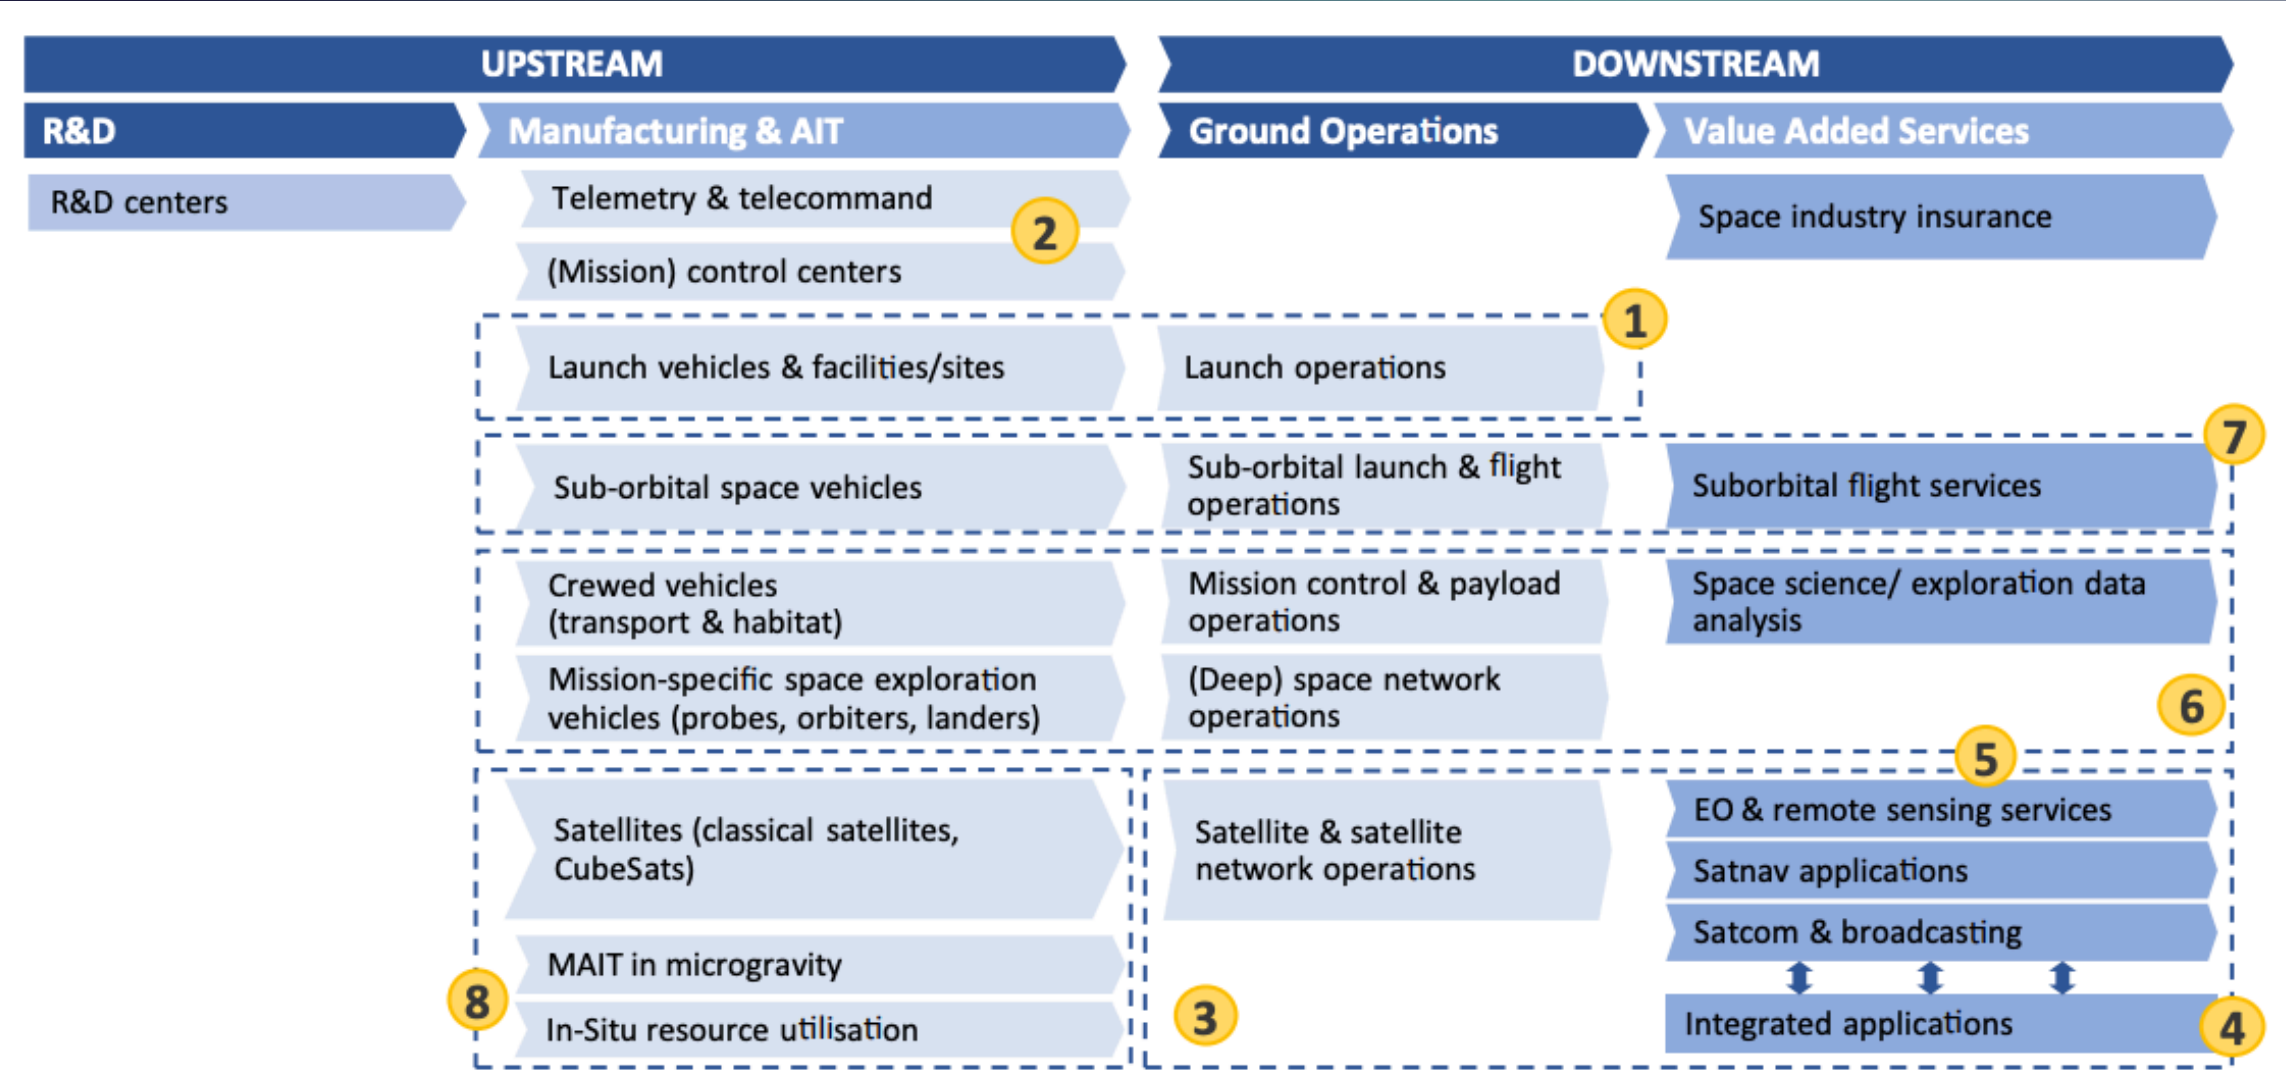 UPSTREAM
DOWNSTREAM
R&D
Manufacturing & AIT
Ground Operations
Value Added Services
R&D centers
Telemetry & telecommand
2
(Mission) control centers
Space industry insurance
1
Launch vehicles & facilities/sites
Launch operations
7
Sub-orbital space vehicles
Sub-orbital launch & flight
operations
Suborbital flight services
Crewed vehicles
(transport & habitat)
Mission control & payload
operations
Space science/ exploration data
analysis
Mission-specific space exploration
vehicles (probes, orbiters, landers)
(Deep) space network
operations
6
5
Satellites (classical satellites,
CubeSats)
Satellite & satellite
network operations
EO & remote sensing services
Satnav applications
Satcom & broadcasting
MAIT in microgravity
8
In-Situ resource utilisation
3
Integrated applications
4